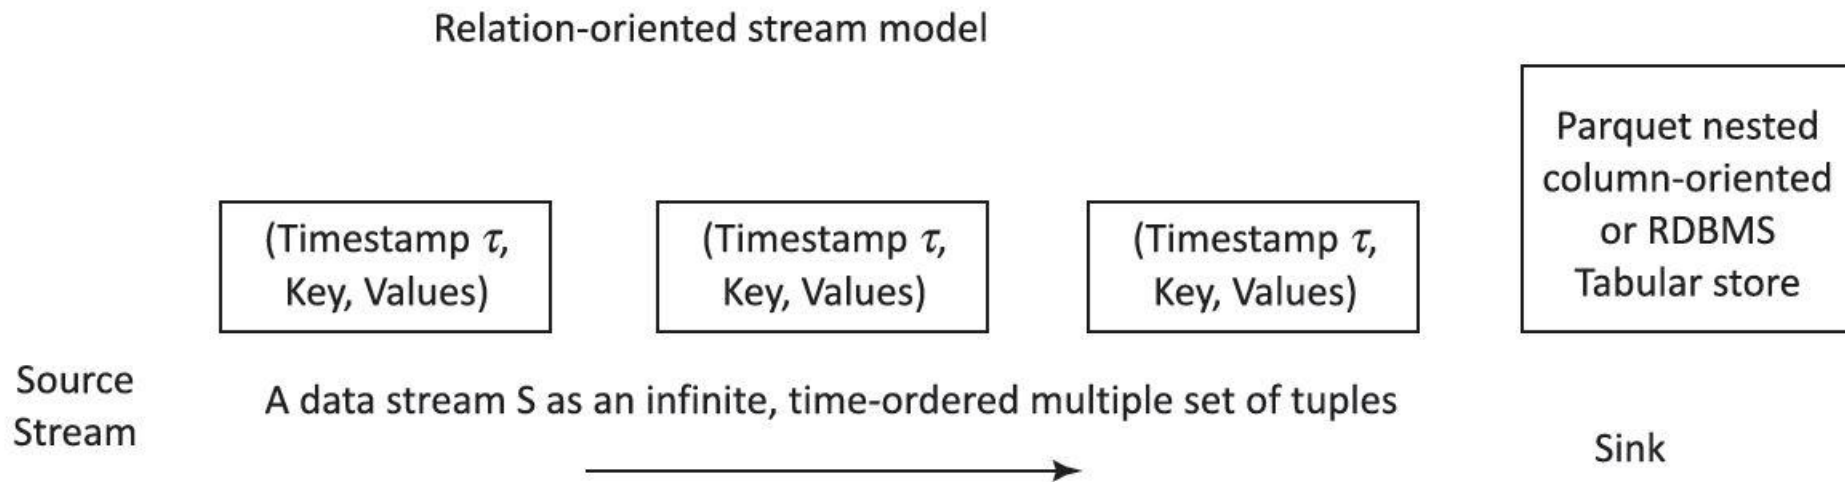 Relation-oriented stream model
(Timestamp τ,
Key, Values)
(Timestamp τ,
Key, Values)
(Timestamp τ,
Key, Values)
Parquet nested
column-oriented
or RDBMS
Tabular store
Source
Stream
A data stream S as an infinite, time-ordered multiple set of tuples
Sink